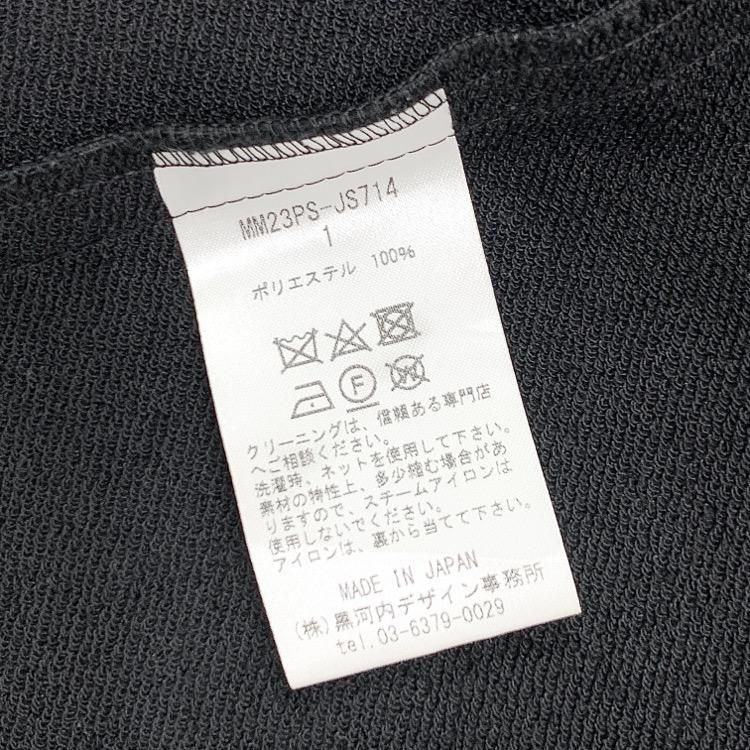 MM23PS-JS714
1
ポリエステル 100%
F W
クリーニングは、信頼ある専門店
へご相談ください。
洗濯時、ネットを使用して下さい。
素材の特性上、多少縮む場合があ
りますので、スチームアイロンは
使用しないでください。
アイロンは、裏から当てて下さい。
MADE IN JAPAN
(株)黒河内デザイン事務所
tel.03-6379-0029